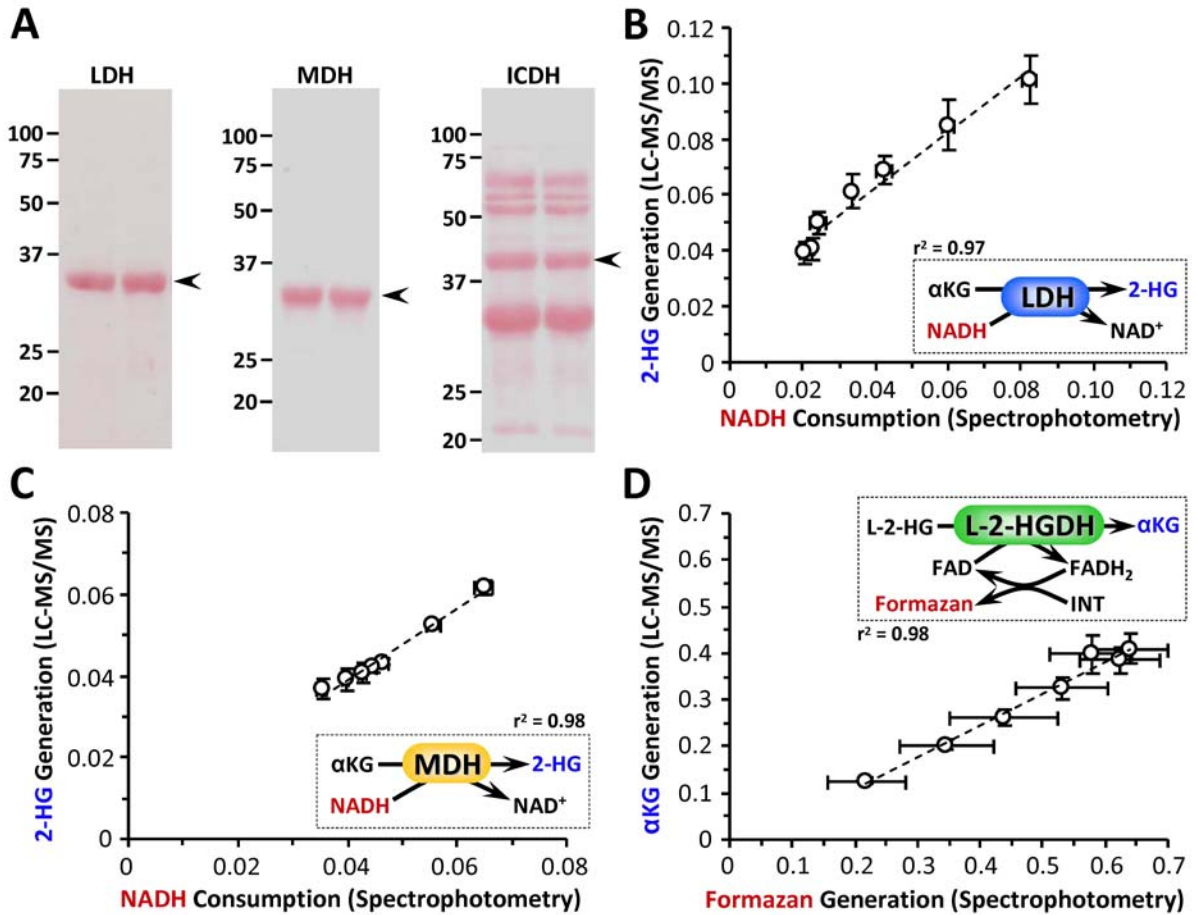 A
LDH
100
75
50
37
25
20
MDH
100
75
50
37
25
20
ICDH
100
75
50
37
25
20
B
2-HG Generation (LC-MS/MS)
0.12
0.10
0.08
0.06
0.04
0.02
0
r² = 0.97
αKG
LDH
2-HG
NADH
NAD⁺
0
0.02
0.04
0.06
0.08
0.10
0.12
NADH Consumption (Spectrophotometry)
C
2-HG Generation (LC-MS/MS)
0.08
0.06
0.04
0.02
0
r² = 0.98
αKG
MDH
2-HG
NADH
NAD⁺
0
0.02
0.04
0.06
0.08
NADH Consumption (Spectrophotometry)
D
αKG Generation (LC-MS/MS)
0.7
0.6
0.5
0.4
0.3
0.2
0.1
0
L-2-HG
L-2-HGDH
αKG
FAD
FADH₂
Formazan
INT
r² = 0.98
0
0.1
0.2
0.3
0.4
0.5
0.6
0.7
Formazan Generation (Spectrophotometry)